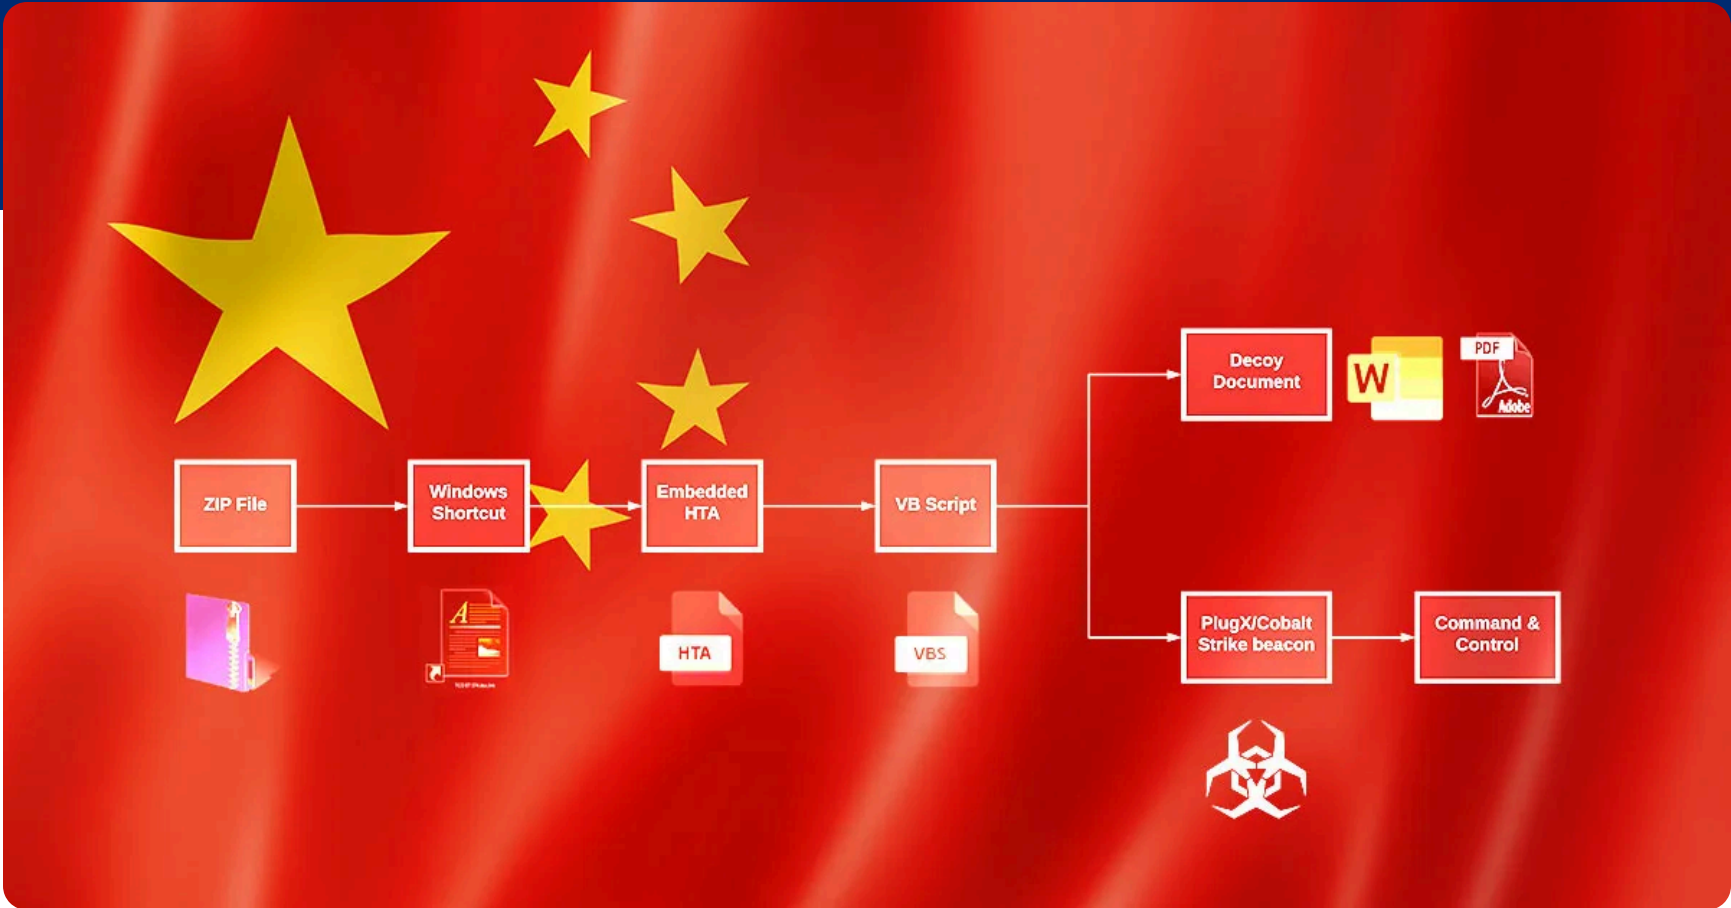 Decoy
Document
W
PDF
Adobe
ZIP File
Windows
Shortcut
Embedded
HTA
VB Script
A
HTA
VBS
PlugX/Cobalt
Strike beacon
Command &
Control